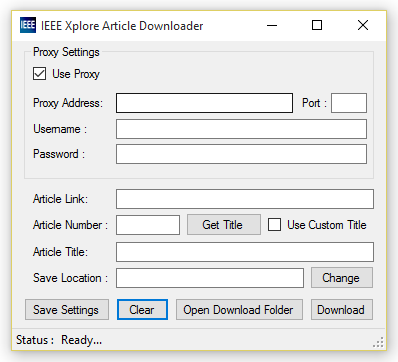 IEEE IEEE Xplore Article Downloader
Proxy Settings
Use Proxy
Proxy Address: Port :
Username :
Password :
Article Link:
Article Number : Get Title Use Custom Title
Article Title:
Save Location : Change
Save Settings Clear Open Download Folder Download
Status : Ready...